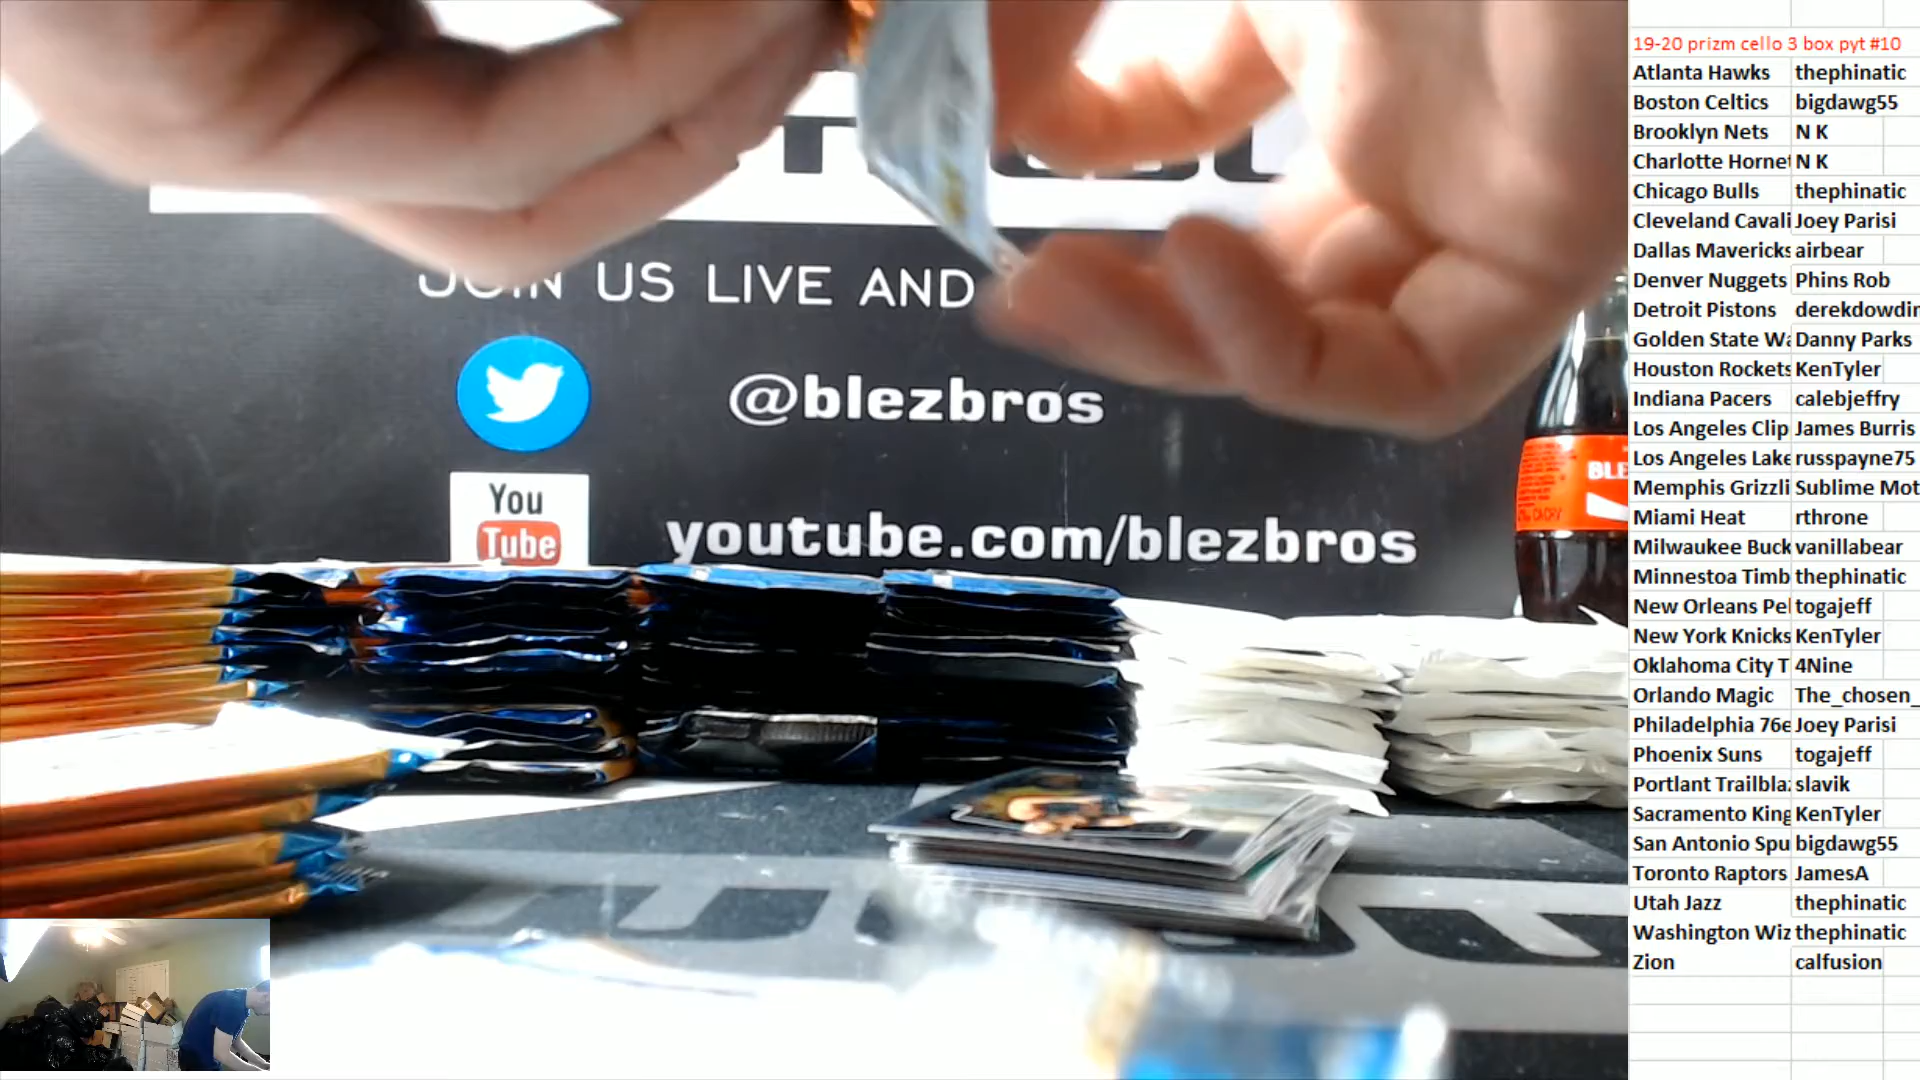 JOIN US LIVE AND
@blezbros
You
Tube
youtube.com/blezbros
BLE
19-20 prizm cello 3 box pyt #10
Atlanta Hawks thephinatic
Boston Celtics bigdawg55
Brooklyn Nets N K
Charlotte Hornet N K
Chicago Bulls thephinatic
Cleveland Cavali Joey Parisi
Dallas Mavericks airbear
Denver Nuggets Phins Rob
Detroit Pistons derekdowdin
Golden State Wa Danny Parks
Houston Rockets KenTyler
Indiana Pacers calebjeffry
Los Angeles Clip James Burris
Los Angeles Lake russpayne75
Memphis Grizzli Sublime Mot
Miami Heat rthrone
Milwaukee Buck vanillabear
Minnestoa Timb thephinatic
New Orleans Pel togajeff
New York Knicks KenTyler
Oklahoma City T 4Nine
Orlando Magic The_chosen_
Philadelphia 76e Joey Parisi
Phoenix Suns togajeff
Portlant Trailbla: slavik
Sacramento King KenTyler
San Antonio Spu bigdawg55
Toronto Raptors JamesA
Utah Jazz thephinatic
Washington Wiz thephinatic
Zion calfusion